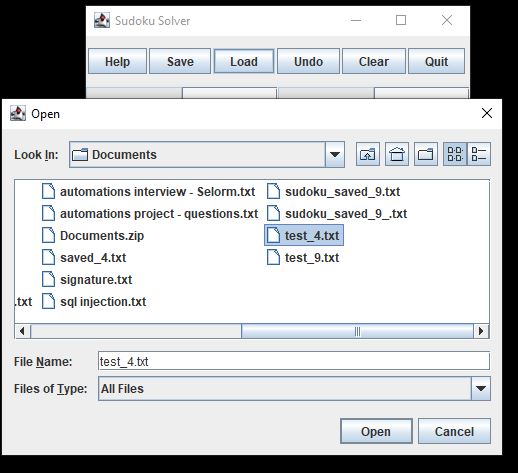 Sudoku Solver
Help Save Load Undo Clear Quit
Open
Look In: Documents
automations interview - Selorm.txt sudoku_saved_9.txt
automations project - questions.txt sudoku_saved_9_.txt
Documents.zip test_4.txt
saved_4.txt test_9.txt
signature.txt
.txt sql injection.txt
File Name: test_4.txt
Files of Type: All Files
Open Cancel